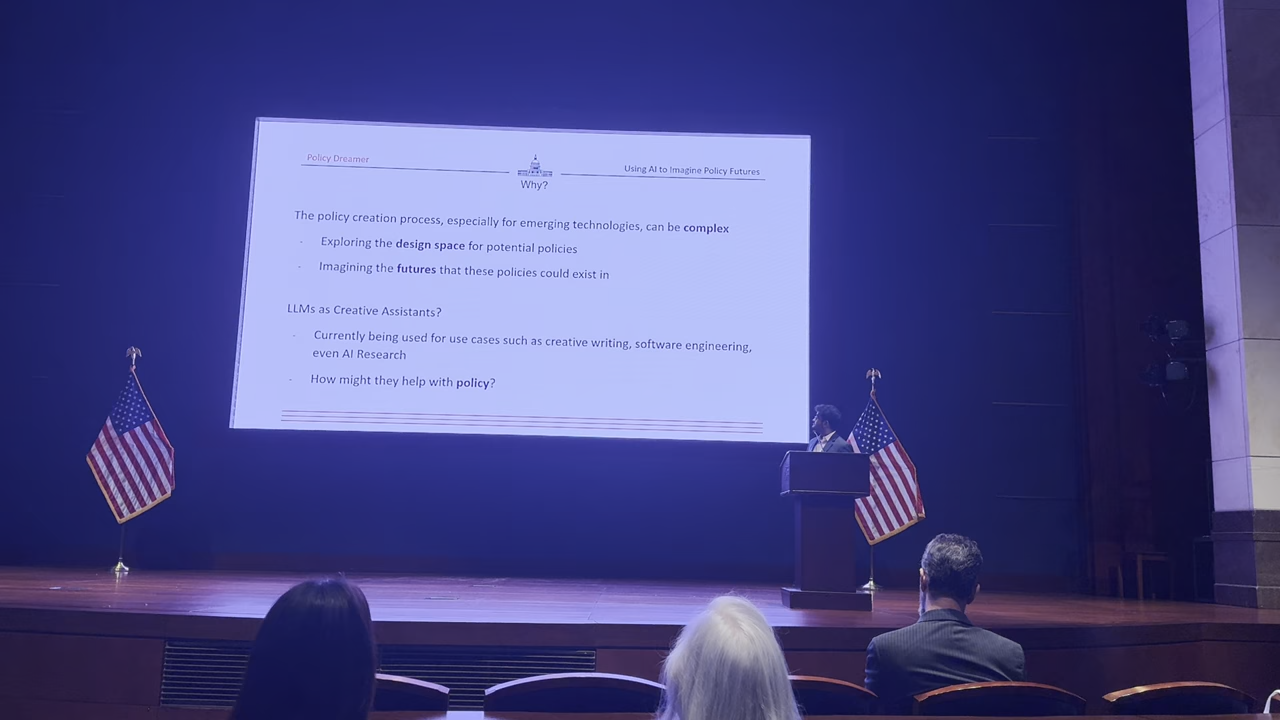 Policy Dreamer
Using AI to Imagine Policy Futures
Why?
The policy creation process, especially for emerging technologies, can be complex
- Exploring the design space for potential policies
- Imagining the futures that these policies could exist in
LLMs as Creative Assistants?
- Currently being used for use cases such as creative writing, software engineering,
even AI Research
- How might they help with policy?